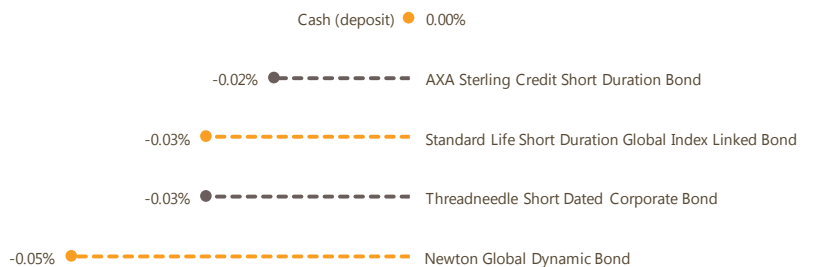 Cash (deposit) 0.00%
-0.02% AXA Sterling Credit Short Duration Bond
-0.03% Standard Life Short Duration Global Index Linked Bond
-0.03% Threadneedle Short Dated Corporate Bond
-0.05% Newton Global Dynamic Bond